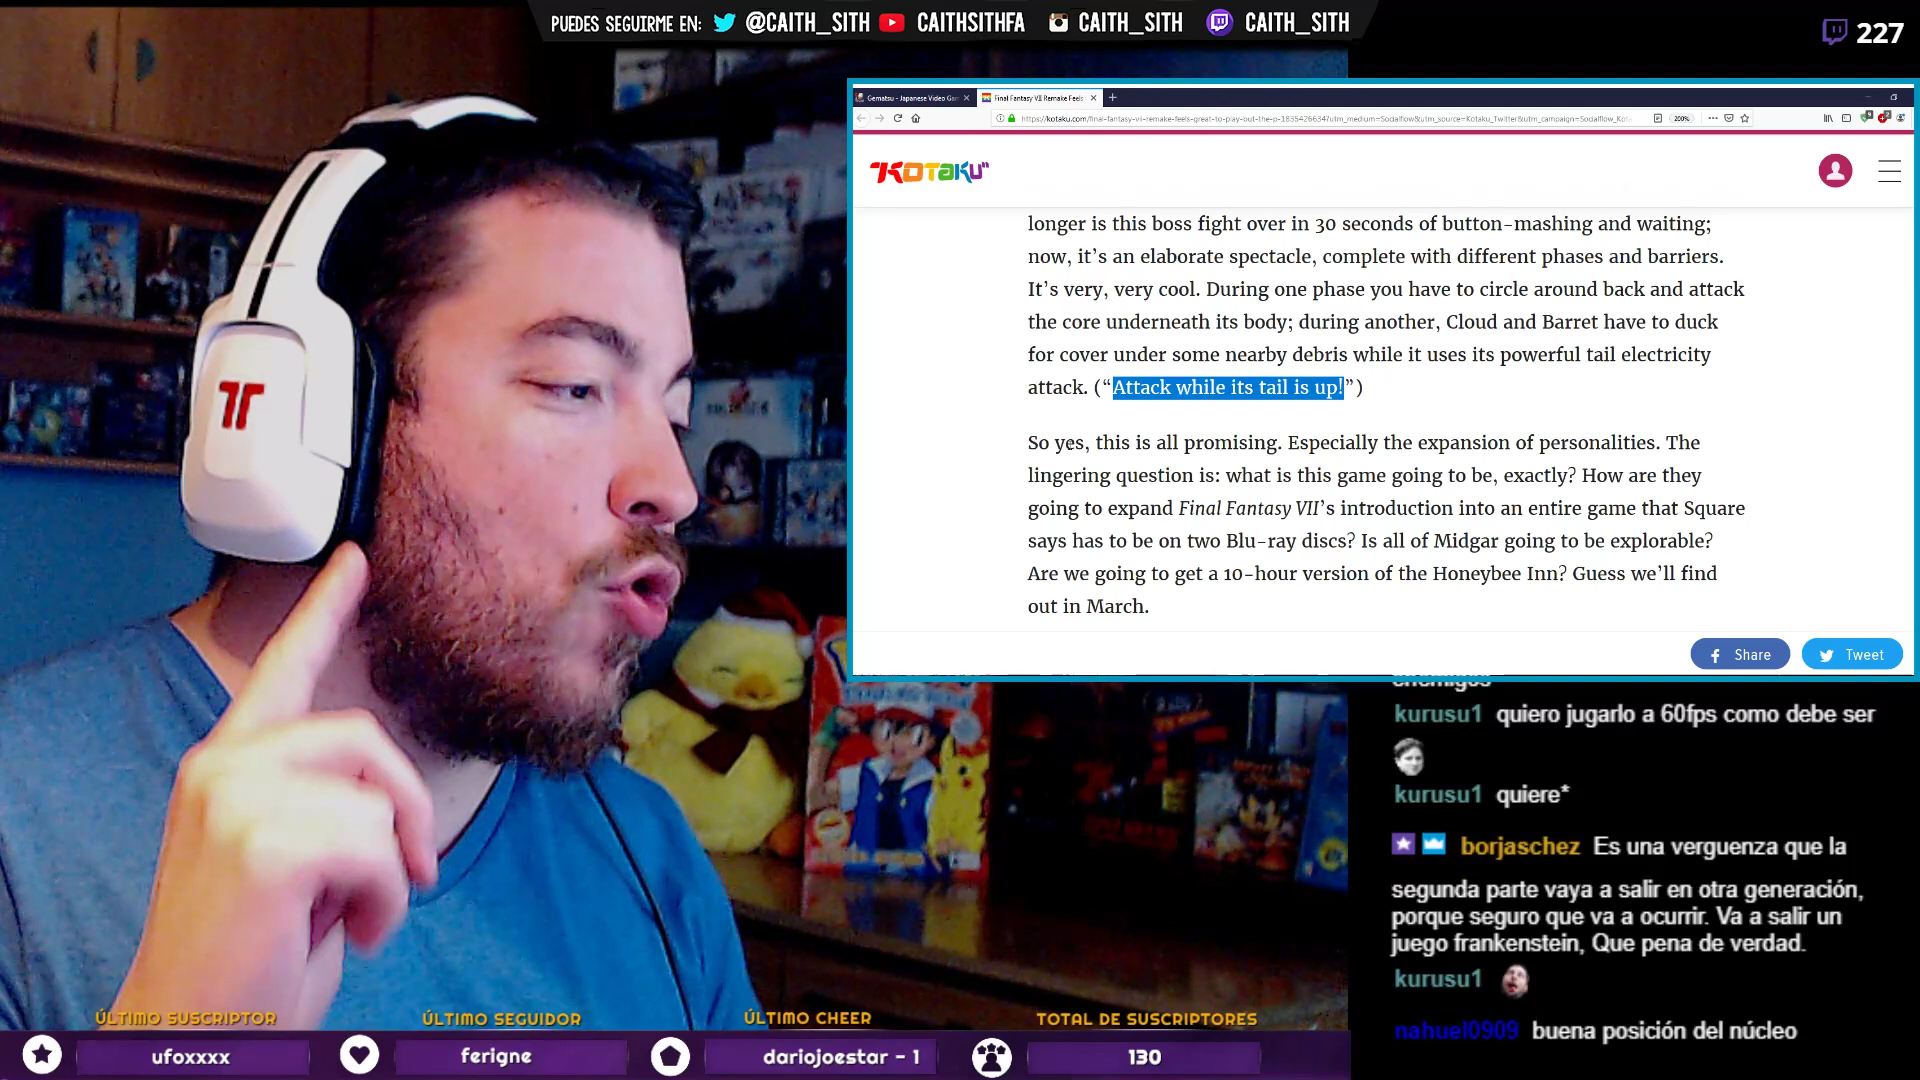 PUEDES SEGUIRME EN: @CAITH_SITH CAITHSITHFA CAITH_SITH CAITH_SITH
227
Gematsu - Japanese Video Gam
Final Fantasy VII Remake Feels
200%
KOTAKU
longer is this boss fight over in 30 seconds of button-mashing and waiting;
now, it's an elaborate spectacle, complete with different phases and barriers.
It's very, very cool. During one phase you have to circle around back and attack
the core underneath its body; during another, Cloud and Barret have to duck
for cover under some nearby debris while it uses its powerful tail electricity
attack. (“Attack while its tail is up!”)
So yes, this is all promising. Especially the expansion of personalities. The
lingering question is: what is this game going to be, exactly? How are they
going to expand Final Fantasy VII's introduction into an entire game that Square
says has to be on two Blu-ray discs? Is all of Midgar going to be explorable?
Are we going to get a 10-hour version of the Honeybee Inn? Guess we'll find
out in March.
Share
Tweet
enemigos
kurusu1 quiero jugarlo a 60fps como debe ser
kurusu1 quiere*
borjaschez Es una verguenza que la
segunda parte vaya a salir en otra generación,
porque seguro que va a ocurrir. Va a salir un
juego frankenstein, Que pena de verdad.
kurusu1
nahuel0909 buena posición del núcleo
ÚLTIMO SUSCRIPTOR
ÚLTIMO SEGUIDOR
ÚLTIMO CHEER
TOTAL DE SUSCRIPTORES
ufoxxxx
ferigne
dariojoestar - 1
130